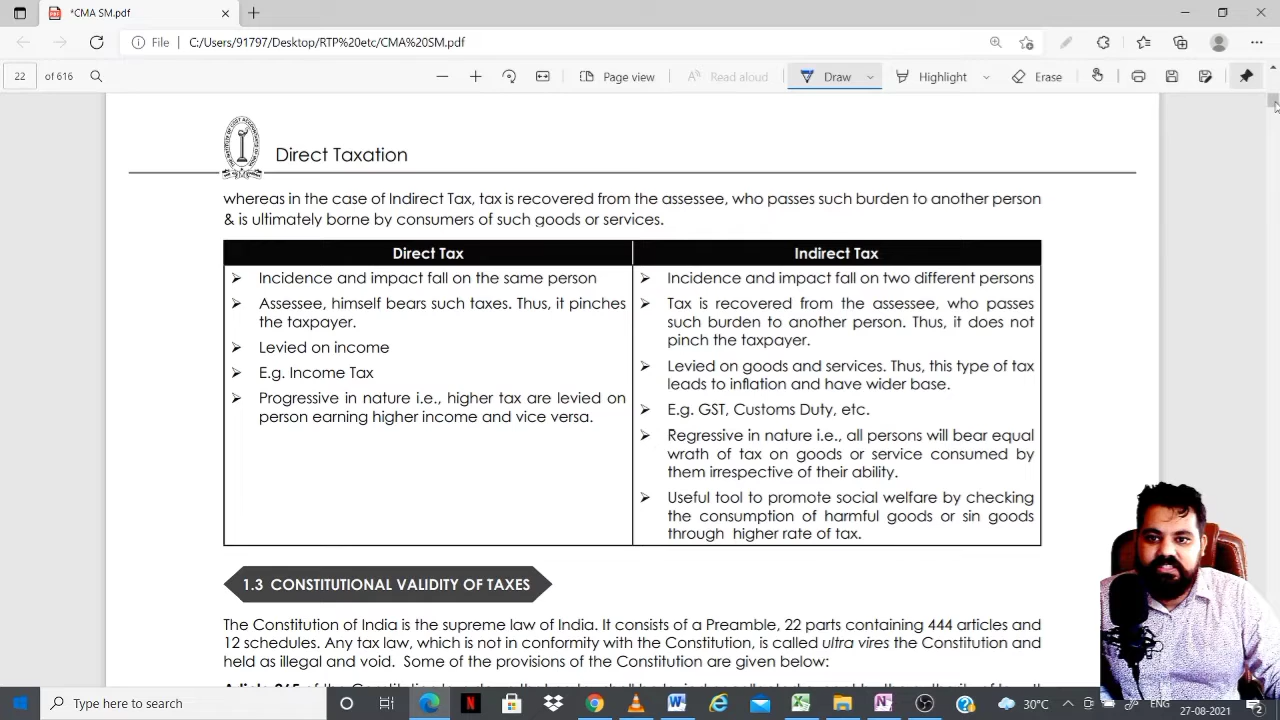 *CMA SM.pdf
File C:/Users/91797/Desktop/RTP%20etc/CMA%20SM.pdf
22 of 616 Page view Read aloud Draw Highlight Erase
Direct Taxation
whereas in the case of Indirect Tax, tax is recovered from the assessee, who passes such burden to another person
& is ultimately borne by consumers of such goods or services.
Direct Tax
➢ Incidence and impact fall on the same person
➢ Assessee, himself bears such taxes. Thus, it pinches
the taxpayer.
➢ Levied on income
➢ E.g. Income Tax
➢ Progressive in nature i.e., higher tax are levied on
person earning higher income and vice versa.
Indirect Tax
➢ Incidence and impact fall on two different persons
➢ Tax is recovered from the assessee, who passes
such burden to another person. Thus, it does not
pinch the taxpayer.
➢ Levied on goods and services. Thus, this type of tax
leads to inflation and have wider base.
➢ E.g. GST, Customs Duty, etc.
➢ Regressive in nature i.e., all persons will bear equal
wrath of tax on goods or service consumed by
them irrespective of their ability.
➢ Useful tool to promote social welfare by checking
the consumption of harmful goods or sin goods
through higher rate of tax.
1.3 CONSTITUTIONAL VALIDITY OF TAXES
The Constitution of India is the supreme law of India. It consists of a Preamble, 22 parts containing 444 articles and
12 schedules. Any tax law, which is not in conformity with the Constitution, is called ultra vires the Constitution and
held as illegal and void. Some of the provisions of the Constitution are given below:
Type here to search
30°C
ENG
27-08-2021